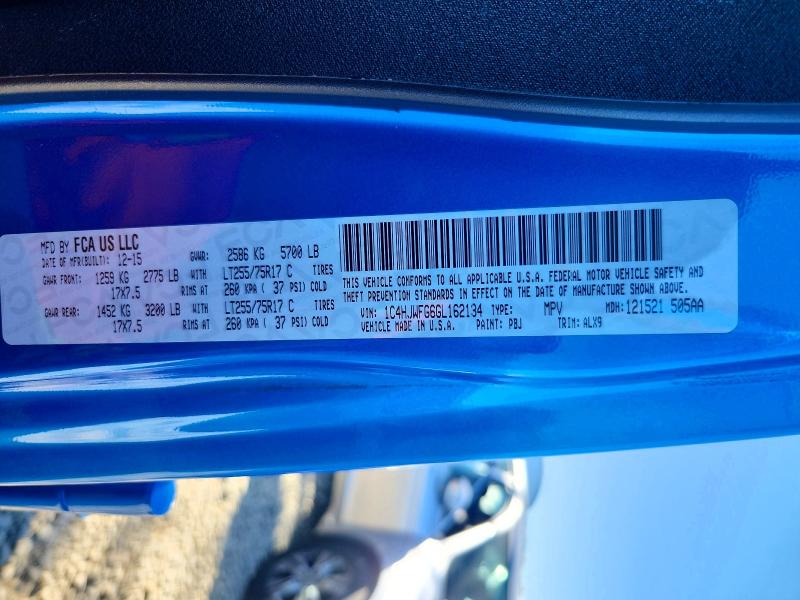 MFD BY FCA US LLC
DATE OF MFR(BUILT): 12-15 GVWR: 2586 KG 5700 LB
GAWR FRONT: 1259 KG 2775 LB WITH LT255/75R17 C TIRES
17X7.5 RIMS AT 260 KPA ( 37 PSI) COLD
GAWR REAR: 1452 KG 3200 LB WITH LT255/75R17 C TIRES
17X7.5 RIMS AT 260 KPA ( 37 PSI) COLD
THIS VEHICLE CONFORMS TO ALL APPLICABLE U.S.A. FEDERAL MOTOR VEHICLE SAFETY AND
THEFT PREVENTION STANDARDS IN EFFECT ON THE DATE OF MANUFACTURE SHOWN ABOVE.
VIN: 1C4HJWFG6GL162134 TYPE: MPV MDH: 121521 505AA
VEHICLE MADE IN U.S.A. PAINT: PBJ TRIM: ALX9